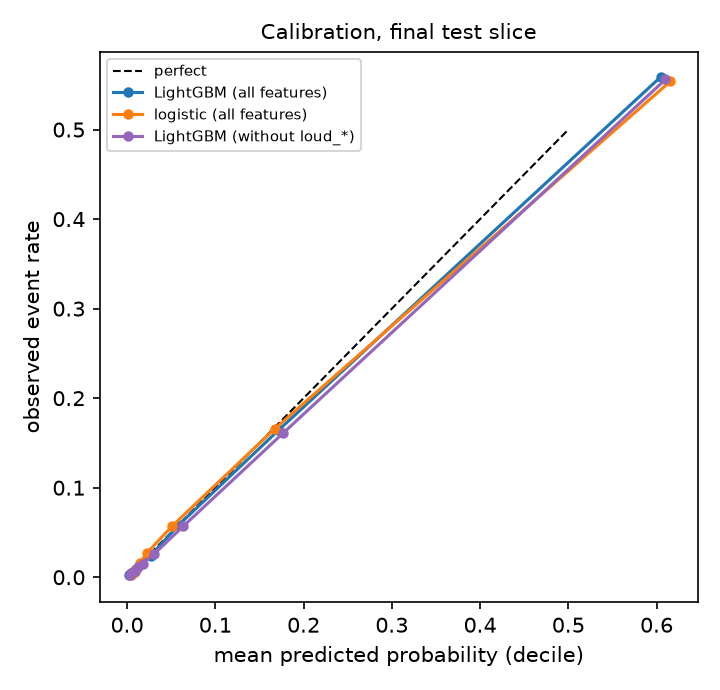 Calibration, final test slice
perfect
LightGBM (all features)
logistic (all features)
LightGBM (without loud_*)
observed event rate
0.5
0.4
0.3
0.2
0.1
0.0
0.0 0.1 0.2 0.3 0.4 0.5 0.6
mean predicted probability (decile)